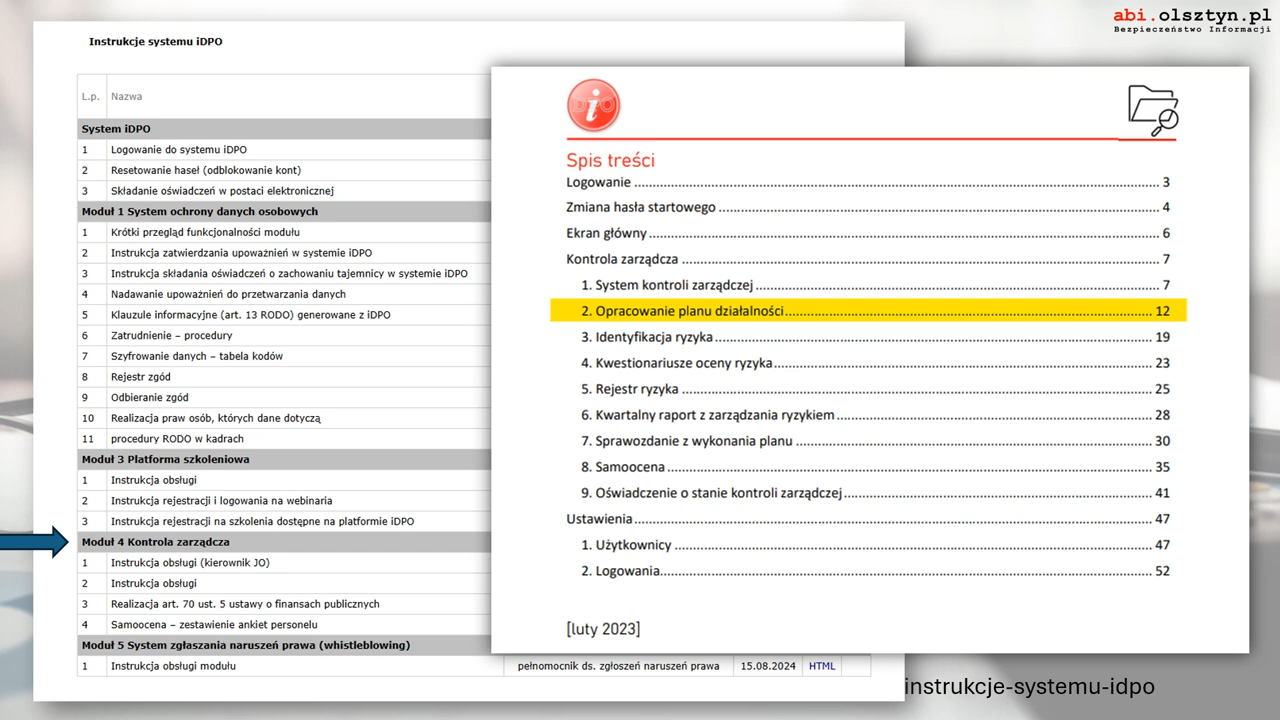 abi.olsztyn.pl
Bezpieczeństwo Informacji
Instrukcje systemu iDPO
L.p. Nazwa
System iDPO
1 Logowanie do systemu iDPO
2 Resetowanie haseł (odblokowanie kont)
3 Składanie oświadczeń w postaci elektronicznej
Moduł 1 System ochrony danych osobowych
1 Krótki przegląd funkcjonalności modułu
2 Instrukcja zatwierdzania upoważnień w systemie iDPO
3 Instrukcja składania oświadczeń o zachowaniu tajemnicy w systemie iDPO
4 Nadawanie upoważnień do przetwarzania danych
5 Klauzule informacyjne (art. 13 RODO) generowane z iDPO
6 Zatrudnienie – procedury
7 Szyfrowanie danych – tabela kodów
8 Rejestr zgód
9 Odbieranie zgód
10 Realizacja praw osób, których dane dotyczą
11 procedury RODO w kadrach
Moduł 3 Platforma szkoleniowa
1 Instrukcja obsługi
2 Instrukcja rejestracji i logowania na webinaria
3 Instrukcja rejestracji na szkolenia dostępne na platformie iDPO
Moduł 4 Kontrola zarządcza
1 Instrukcja obsługi (kierownik JO)
2 Instrukcja obsługi
3 Realizacja art. 70 ust. 5 ustawy o finansach publicznych
4 Samoocena – zestawienie ankiet personelu
Moduł 5 System zgłaszania naruszeń prawa (whistleblowing)
1 Instrukcja obsługi modułu pełnomocnik ds. zgłoszeń naruszeń prawa 15.08.2024 HTML
Spis treści
Logowanie ........ 3
Zmiana hasła startowego ........ 4
Ekran główny ........ 6
Kontrola zarządcza ........ 7
1. System kontroli zarządczej ........ 7
2. Opracowanie planu działalności ........ 12
3. Identyfikacja ryzyka ........ 19
4. Kwestionariusze oceny ryzyka ........ 23
5. Rejestr ryzyka ........ 25
6. Kwartalny raport z zarządzania ryzykiem ........ 28
7. Sprawozdanie z wykonania planu ........ 30
8. Samoocena ........ 35
9. Oświadczenie o stanie kontroli zarządczej ........ 41
Ustawienia ........ 47
1. Użytkownicy ........ 47
2. Logowania ........ 52
[luty 2023]
instrukcje-systemu-idpo